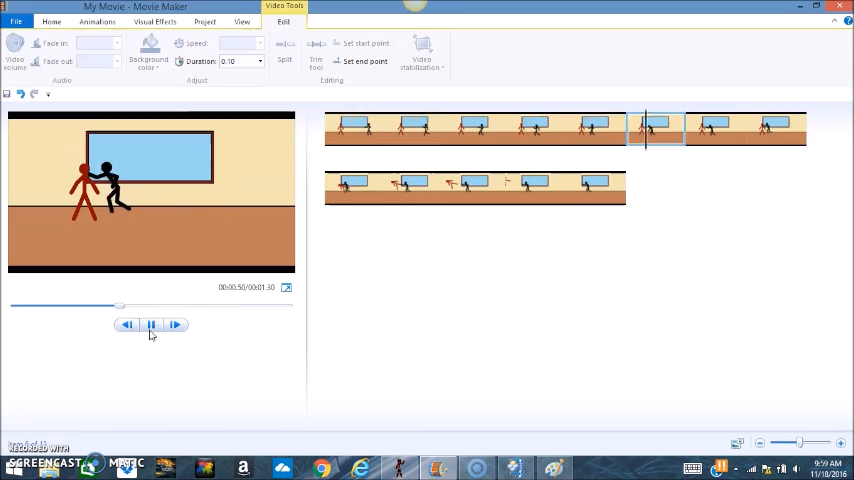 My Movie - Movie Maker
Video Tools
File
Home
Animations
Visual Effects
Project
View
Edit
Video volume
Fade in:
Fade out:
Audio
Background color
Speed:
Duration: 0.10
Adjust
Split
Trim tool
Set start point
Set end point
Editing
Video stabilization
00:00.50/00:01.30
RECORDED WITH
SCREENCAST MATIC
9:59 AM
11/18/2016